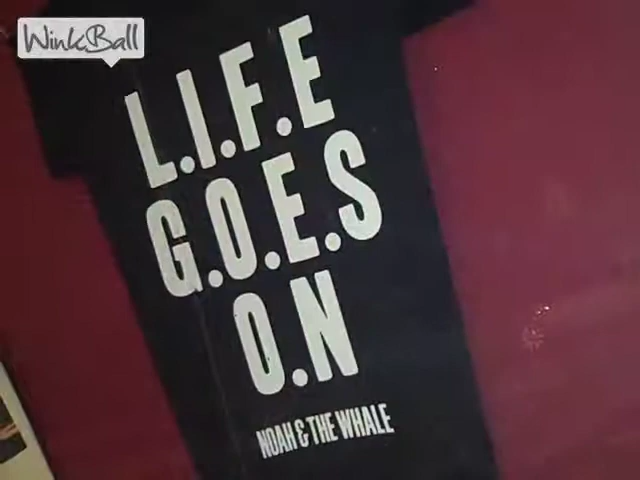 WinkBall
L.I.F.E
G.O.E.S
O.N
NOAH & THE WHALE